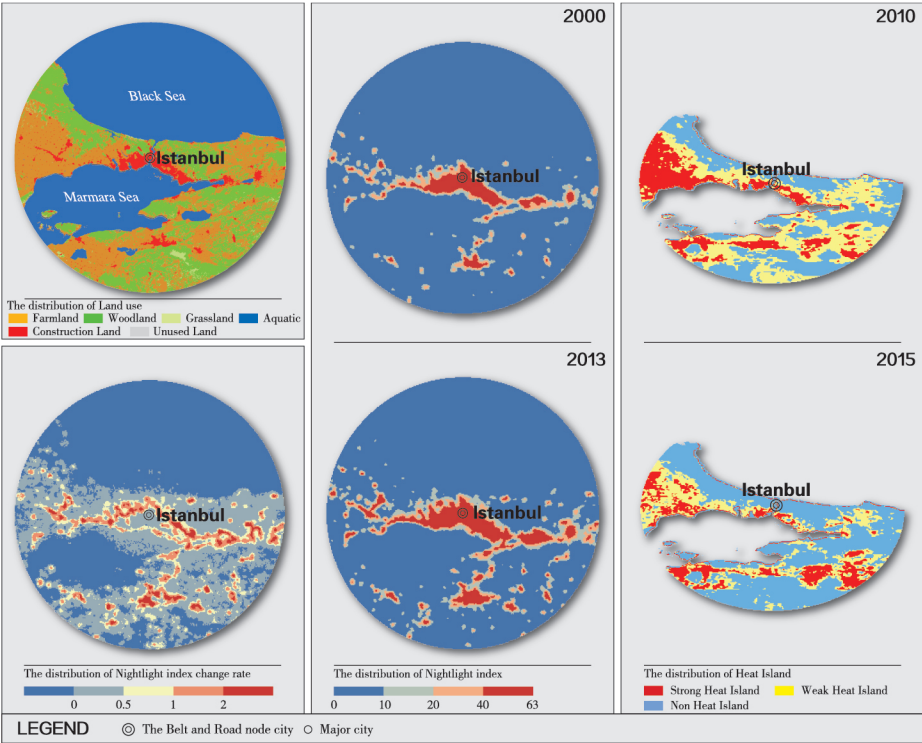 Black Sea
Istanbul
Marmara Sea
The distribution of Land use
Farmland Woodland Grassland Aquatic
Construction Land Unused Land
2000
Istanbul
2010
Istanbul
Istanbul
The distribution of Nightlight index change rate
0 0.5 1 2
2013
Istanbul
The distribution of Nightlight index
0 10 20 40 63
2015
Istanbul
The distribution of Heat Island
Strong Heat Island Weak Heat Island
Non Heat Island
LEGEND The Belt and Road node city Major city